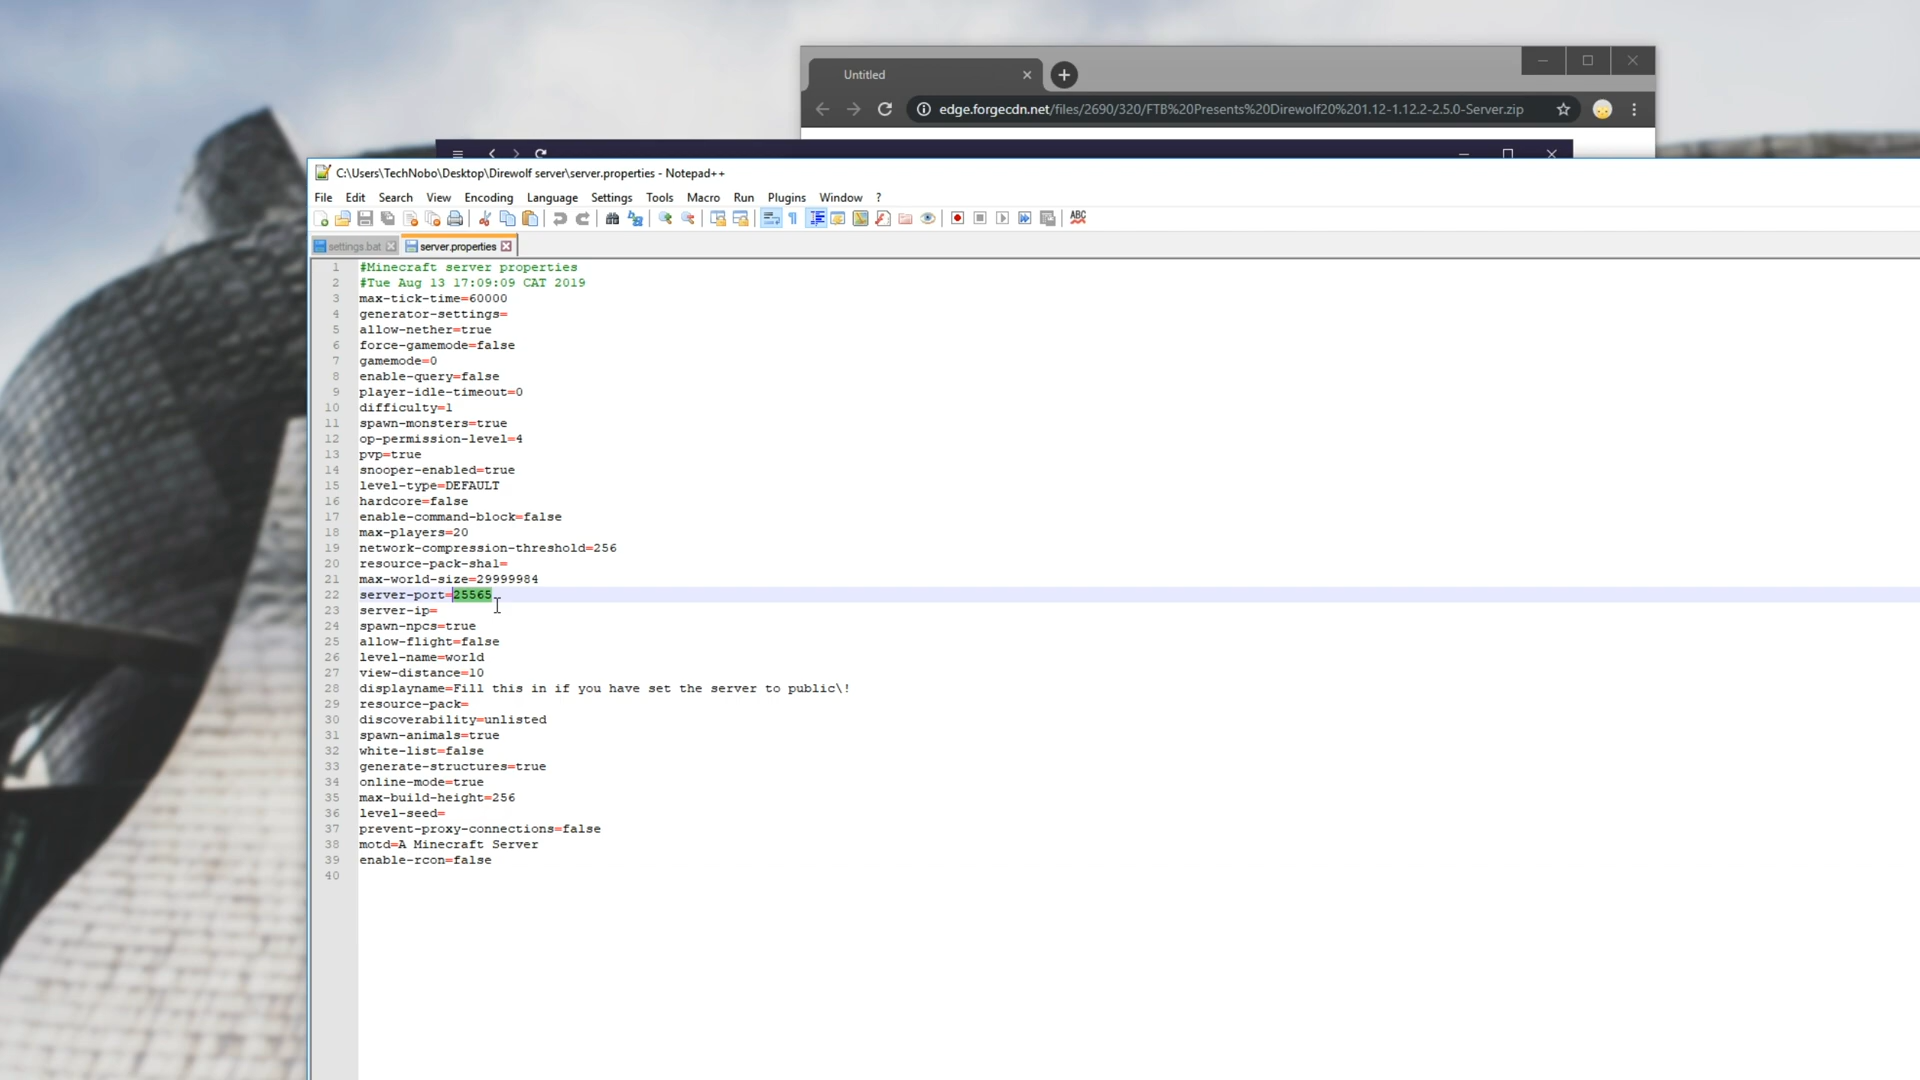 Untitled
edge.forgecdn.net/files/2690/320/FTB%20Presents%20Direwolf20%201.12-1.12.2-2.5.0-Server.zip
C:\Users\TechNobo\Desktop\Direwolf server\server.properties - Notepad++
File Edit Search View Encoding Language Settings Tools Macro Run Plugins Window ?
ABC
settings.bat server.properties
1 #Minecraft server properties
2 #Tue Aug 13 17:09:09 CAT 2019
3 max-tick-time=60000
4 generator-settings=
5 allow-nether=true
6 force-gamemode=false
7 gamemode=0
8 enable-query=false
9 player-idle-timeout=0
10 difficulty=1
11 spawn-monsters=true
12 op-permission-level=4
13 pvp=true
14 snooper-enabled=true
15 level-type=DEFAULT
16 hardcore=false
17 enable-command-block=false
18 max-players=20
19 network-compression-threshold=256
20 resource-pack-sha1=
21 max-world-size=29999984
22 server-port=25565
23 server-ip=
24 spawn-npcs=true
25 allow-flight=false
26 level-name=world
27 view-distance=10
28 displayname=Fill this in if you have set the server to public\!
29 resource-pack=
30 discoverability=unlisted
31 spawn-animals=true
32 white-list=false
33 generate-structures=true
34 online-mode=true
35 max-build-height=256
36 level-seed=
37 prevent-proxy-connections=false
38 motd=A Minecraft Server
39 enable-rcon=false
40